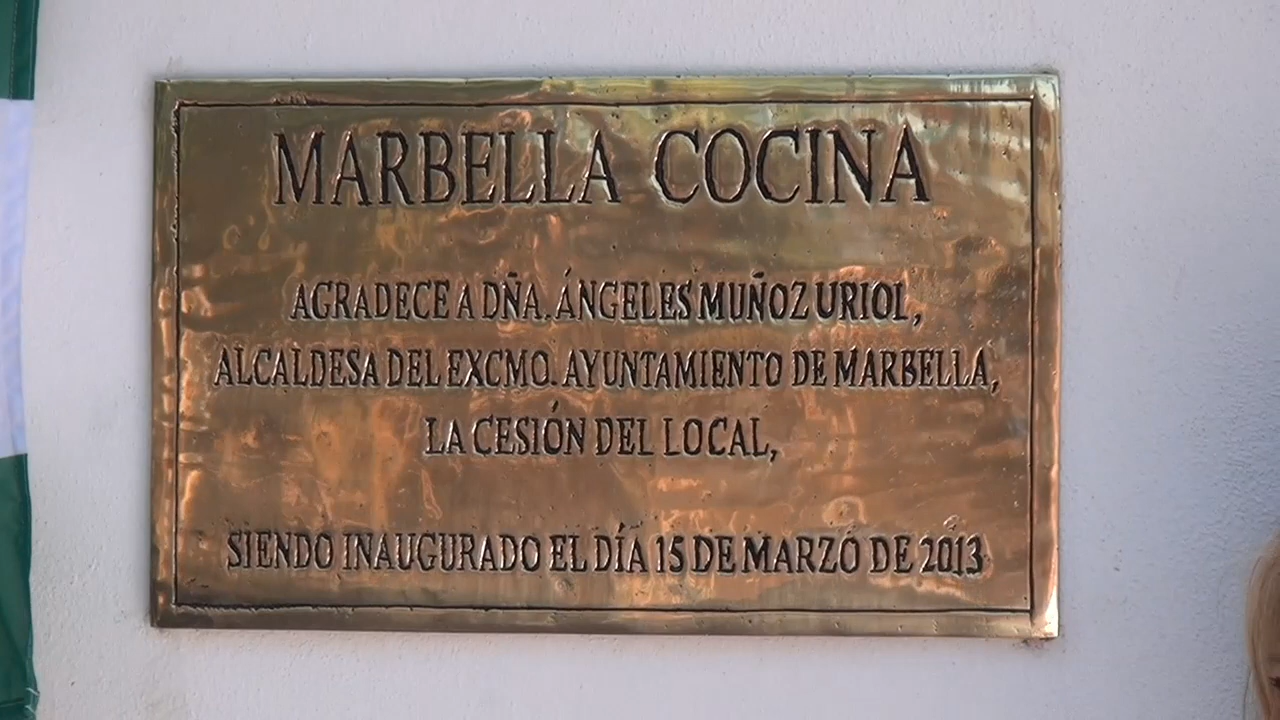 MARBELLA COCINA
AGRADECE A DÑA. ÁNGELES MUÑOZ URIOL,
ALCALDESA DEL EXCMO. AYUNTAMIENTO DE MARBELLA,
LA CESIÓN DEL LOCAL,
SIENDO INAUGURADO EL DÍA 15 DE MARZO DE 2013